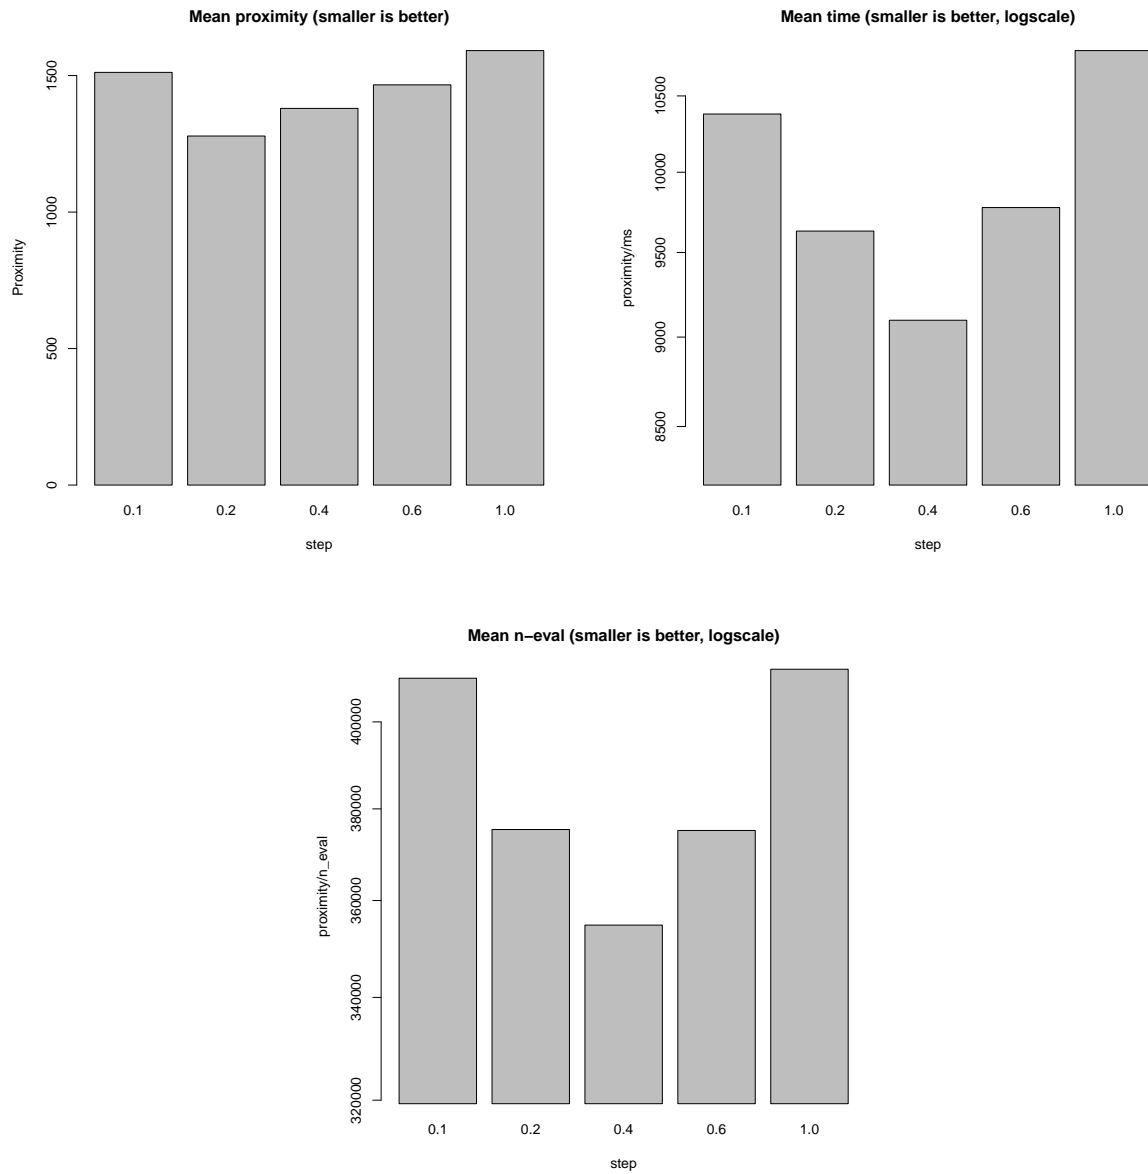 Mean proximity (smaller is better)
Proximity
1500
1000
500
0
0.1 0.2 0.4 0.6 1.0
step
Mean time (smaller is better, logscale)
proximity/ms
10500
10000
9500
9000
8500
0.1 0.2 0.4 0.6 1.0
step
Mean n−eval (smaller is better, logscale)
proximity/n_eval
400000
380000
360000
340000
320000
0.1 0.2 0.4 0.6 1.0
step